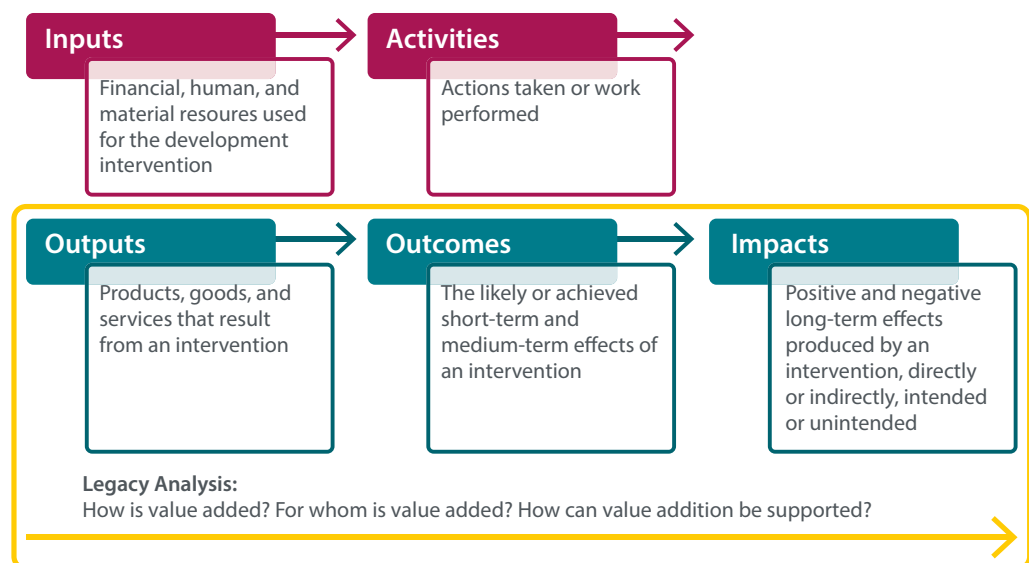 Inputs
Financial, human, and
material resoures used
for the development
intervention
Activities
Actions taken or work
performed
Outputs
Products, goods, and
services that result
from an intervention
Outcomes
The likely or achieved
short-term and
medium-term effects of
an intervention
Impacts
Positive and negative
long-term effects
produced by an
intervention, directly
or indirectly, intended
or unintended
Legacy Analysis:
How is value added? For whom is value added? How can value addition be supported?